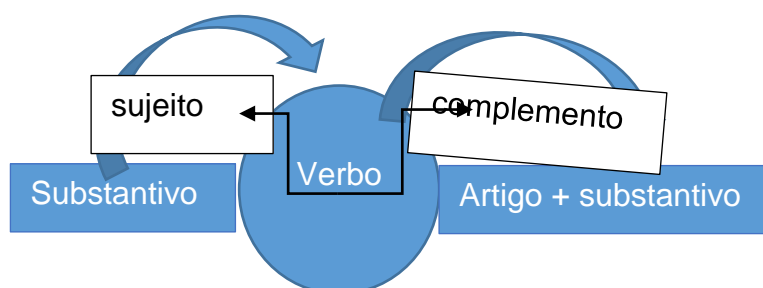 sujeito
complemento
Substantivo
Verbo
Artigo + substantivo